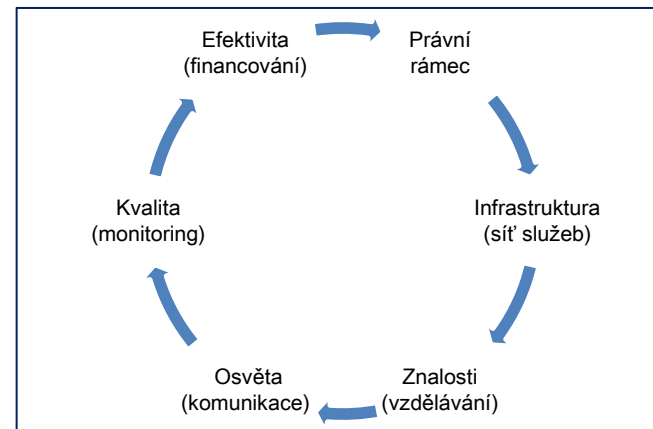 Efektivita
(financování)
Právní
rámec
Infrastruktura
(síť služeb)
Znalosti
(vzdělávání)
Osvěta
(komunikace)
Kvalita
(monitoring)